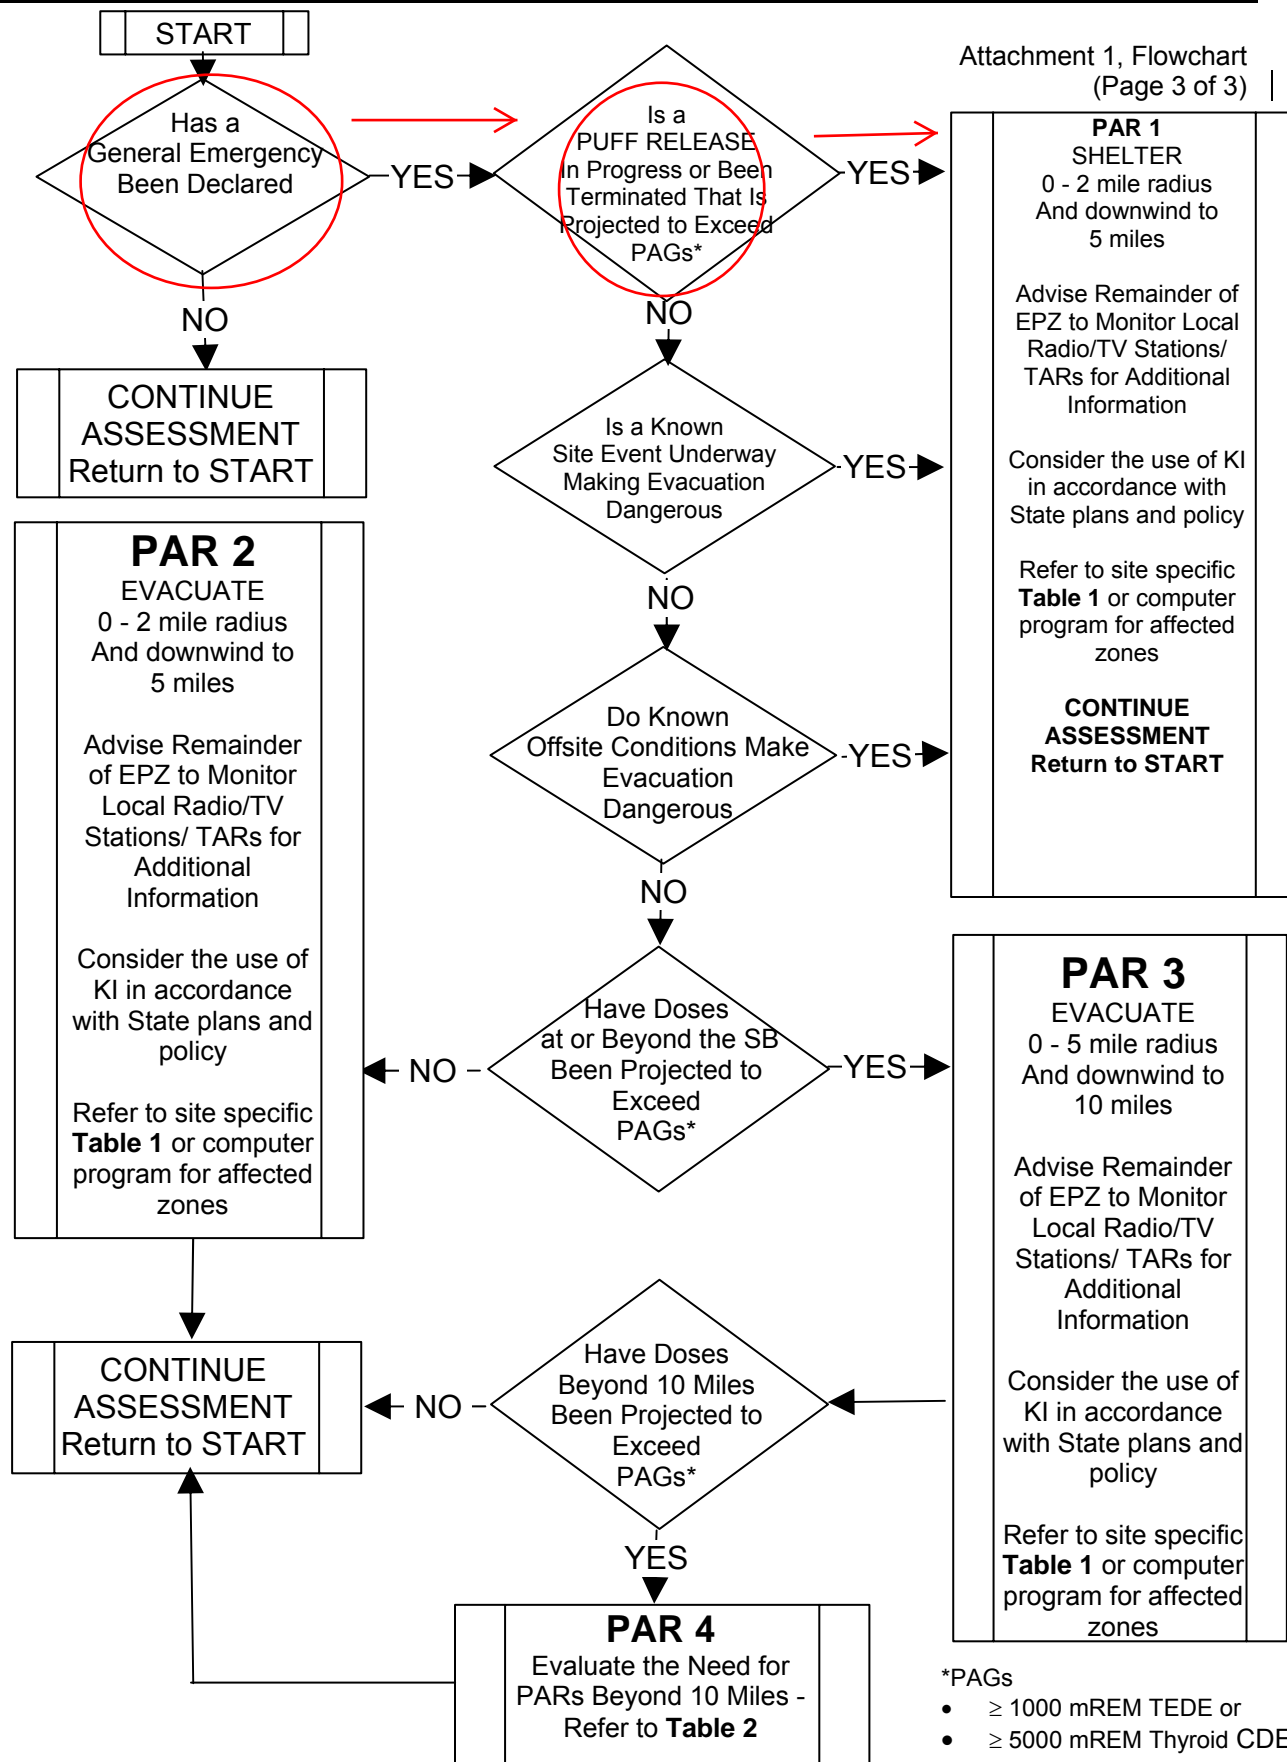 START
Attachment 1, Flowchart
(Page 3 of 3)
Has a
General Emergency
Been Declared
YES
Is a
PUFF RELEASE
In Progress or Been
Terminated That Is
Projected to Exceed
PAGs*
YES
PAR 1
SHELTER
0 - 2 mile radius
And downwind to
5 miles
Advise Remainder of
EPZ to Monitor Local
Radio/TV Stations/
TARs for Additional
Information
Consider the use of KI
in accordance with
State plans and policy
Refer to site specific
Table 1 or computer
program for affected
zones
CONTINUE
ASSESSMENT
Return to START
NO
CONTINUE
ASSESSMENT
Return to START
NO
Is a Known
Site Event Underway
Making Evacuation
Dangerous
YES
NO
Do Known
Offsite Conditions Make
Evacuation
Dangerous
YES
NO
Have Doses
at or Beyond the SB
Been Projected to
Exceed
PAGs*
NO
YES
PAR 2
EVACUATE
0 - 2 mile radius
And downwind to
5 miles
Advise Remainder
of EPZ to Monitor
Local Radio/TV
Stations/ TARs for
Additional
Information
Consider the use of
KI in accordance
with State plans and
policy
Refer to site specific
Table 1 or computer
program for affected
zones
PAR 3
EVACUATE
0 - 5 mile radius
And downwind to
10 miles
Advise Remainder
of EPZ to Monitor
Local Radio/TV
Stations/ TARs for
Additional
Information
Consider the use of
KI in accordance
with State plans and
policy
Refer to site specific
Table 1 or computer
program for affected
zones
Have Doses
Beyond 10 Miles
Been Projected to
Exceed
PAGs*
NO
CONTINUE
ASSESSMENT
Return to START
YES
PAR 4
Evaluate the Need for
PARs Beyond 10 Miles -
Refer to Table 2
*PAGs
• ≥ 1000 mREM TEDE or
• ≥ 5000 mREM Thyroid CDE